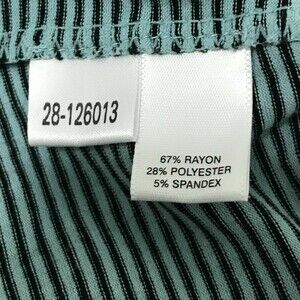 28-126013
67% RAYON
28% POLYESTER
5% SPANDEX